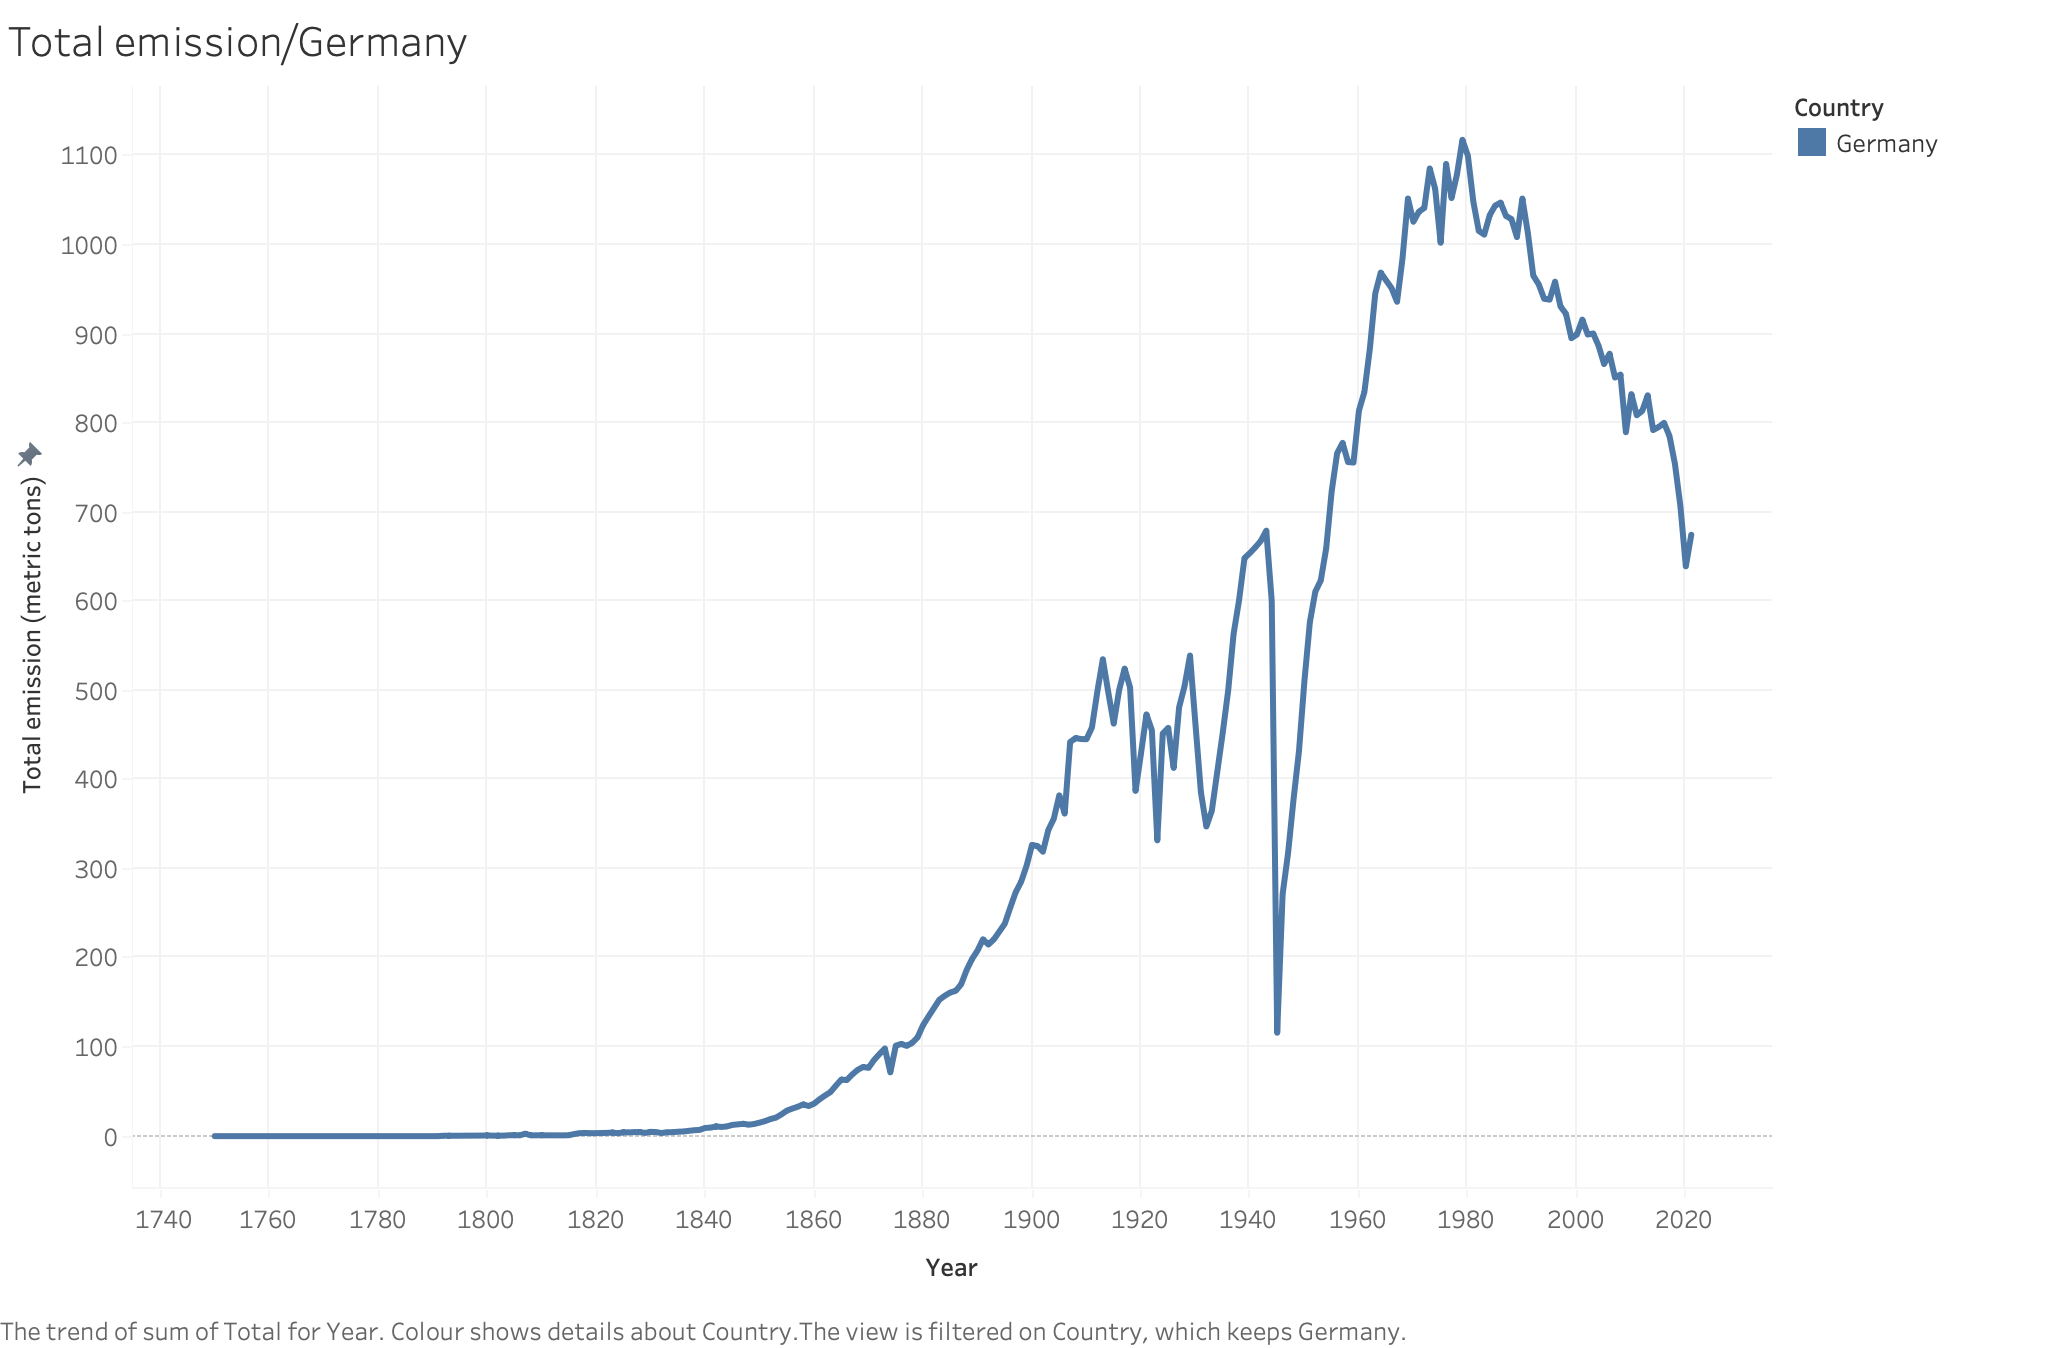 Total emission/Germany
Country
Germany
Total emission (metric tons)
1100
1000
900
800
700
600
500
400
300
200
100
0
1740 1760 1780 1800 1820 1840 1860 1880 1900 1920 1940 1960 1980 2000 2020
Year
The trend of sum of Total for Year. Colour shows details about Country.The view is filtered on Country, which keeps Germany.